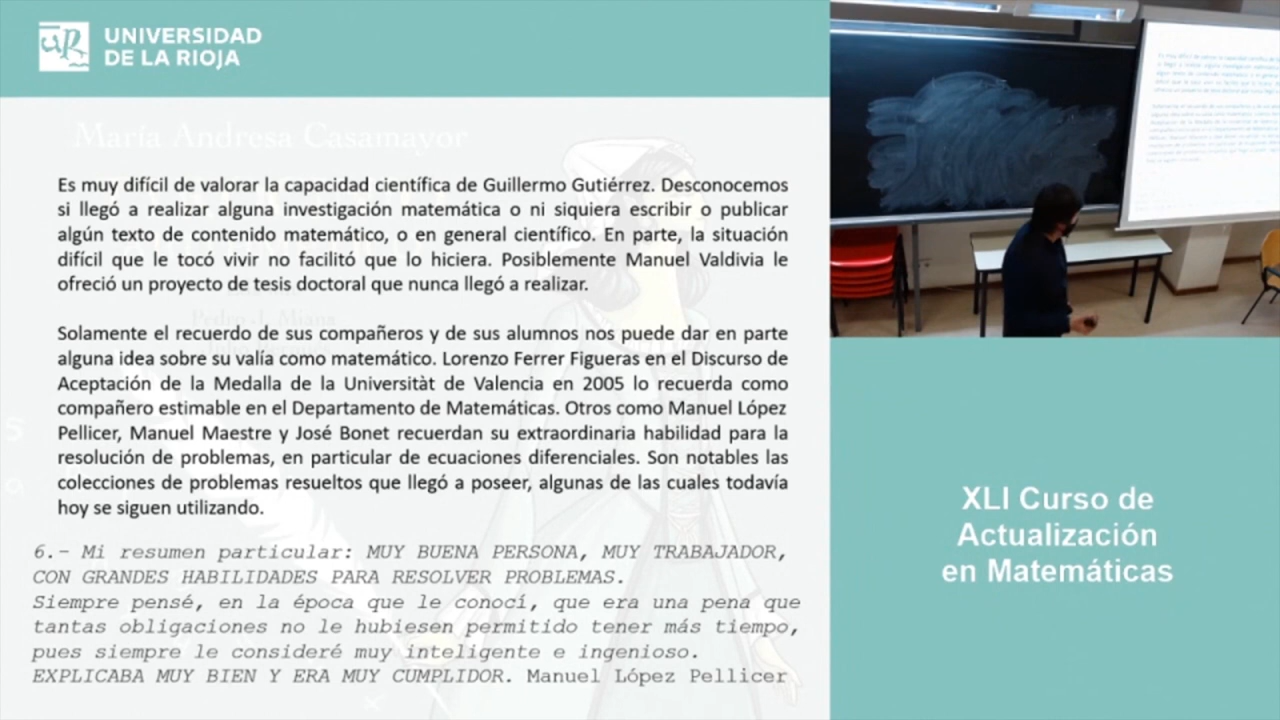 UNIVERSIDAD
DE LA RIOJA
María Andresa Casamayor
Es muy difícil de valorar la capacidad científica de Guillermo Gutiérrez. Desconocemos
si llegó a realizar alguna investigación matemática o ni siquiera escribir o publicar
algún texto de contenido matemático, o en general científico. En parte, la situación
difícil que le tocó vivir no facilitó que lo hiciera. Posiblemente Manuel Valdivia le
ofreció un proyecto de tesis doctoral que nunca llegó a realizar.
Solamente el recuerdo de sus compañeros y de sus alumnos nos puede dar en parte
alguna idea sobre su valía como matemático. Lorenzo Ferrer Figueras en el Discurso de
Aceptación de la Medalla de la Universitàt de Valencia en 2005 lo recuerda como
compañero estimable en el Departamento de Matemáticas. Otros como Manuel López
Pellicer, Manuel Maestre y José Bonet recuerdan su extraordinaria habilidad para la
resolución de problemas, en particular de ecuaciones diferenciales. Son notables las
colecciones de problemas resueltos que llegó a poseer, algunas de las cuales todavía
hoy se siguen utilizando.
6.- Mi resumen particular: MUY BUENA PERSONA, MUY TRABAJADOR,
CON GRANDES HABILIDADES PARA RESOLVER PROBLEMAS.
Siempre pensé, en la época que le conocí, que era una pena que
tantas obligaciones no le hubiesen permitido tener más tiempo,
pues siempre le consideré muy inteligente e ingenioso.
EXPLICABA MUY BIEN Y ERA MUY CUMPLIDOR. Manuel López Pellicer
XLI Curso de
Actualización
en Matemáticas